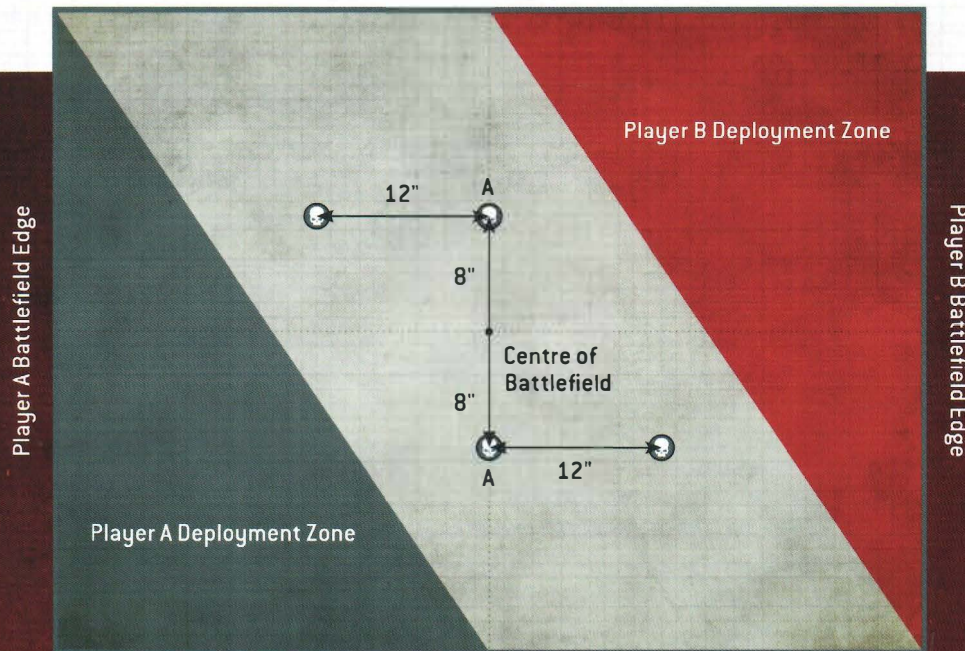 Player A Battlefield Edge
Player B Deployment Zone
12"
A
8"
Centre of
Battlefield
8"
A
12"
Player A Deployment Zone
Player B Battlefield Edge